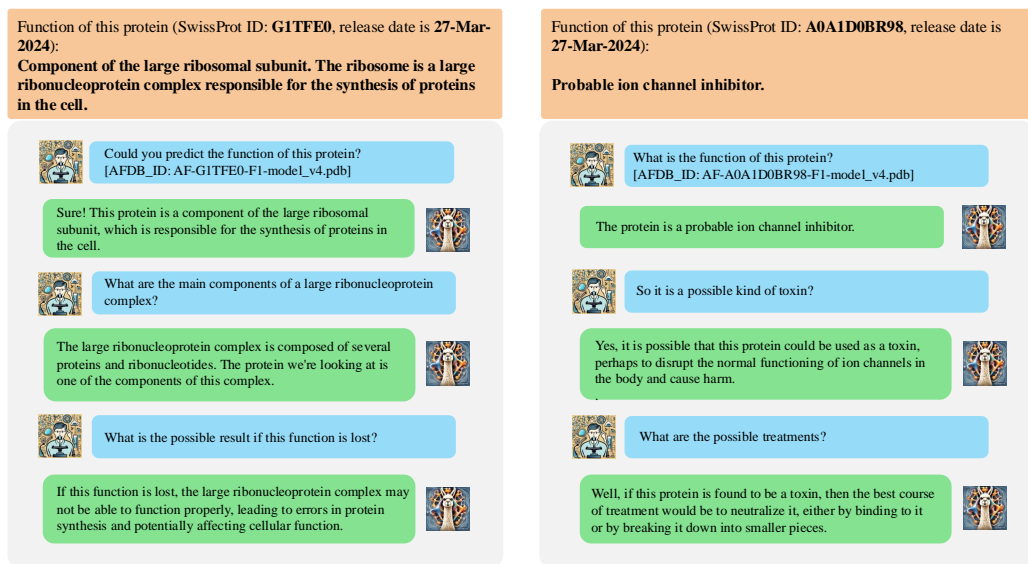 Function of this protein (SwissProt ID: G1TFE0, release date is 27-Mar-
2024):
Component of the large ribosomal subunit. The ribosome is a large
ribonucleoprotein complex responsible for the synthesis of proteins
in the cell.
Could you predict the function of this protein?
[AFDB_ID: AF-G1TFE0-F1-model_v4.pdb]
Sure! This protein is a component of the large ribosomal
subunit, which is responsible for the synthesis of proteins in
the cell.
What are the main components of a large ribonucleoprotein
complex?
The large ribonucleoprotein complex is composed of several
proteins and ribonucleotides. The protein we're looking at is
one of the components of this complex.
What is the possible result if this function is lost?
If this function is lost, the large ribonucleoprotein complex may
not be able to function properly, leading to errors in protein
synthesis and potentially affecting cellular function.
Function of this protein (SwissProt ID: A0A1D0BR98, release date is
27-Mar-2024):
Probable ion channel inhibitor.
What is the function of this protein?
[AFDB_ID: AF-A0A1D0BR98-F1-model_v4.pdb]
The protein is a probable ion channel inhibitor.
So it is a possible kind of toxin?
Yes, it is possible that this protein could be used as a toxin,
perhaps to disrupt the normal functioning of ion channels in
the body and cause harm.
.
What are the possible treatments?
Well, if this protein is found to be a toxin, then the best course
of treatment would be to neutralize it, either by binding to it
or by breaking it down into smaller pieces.